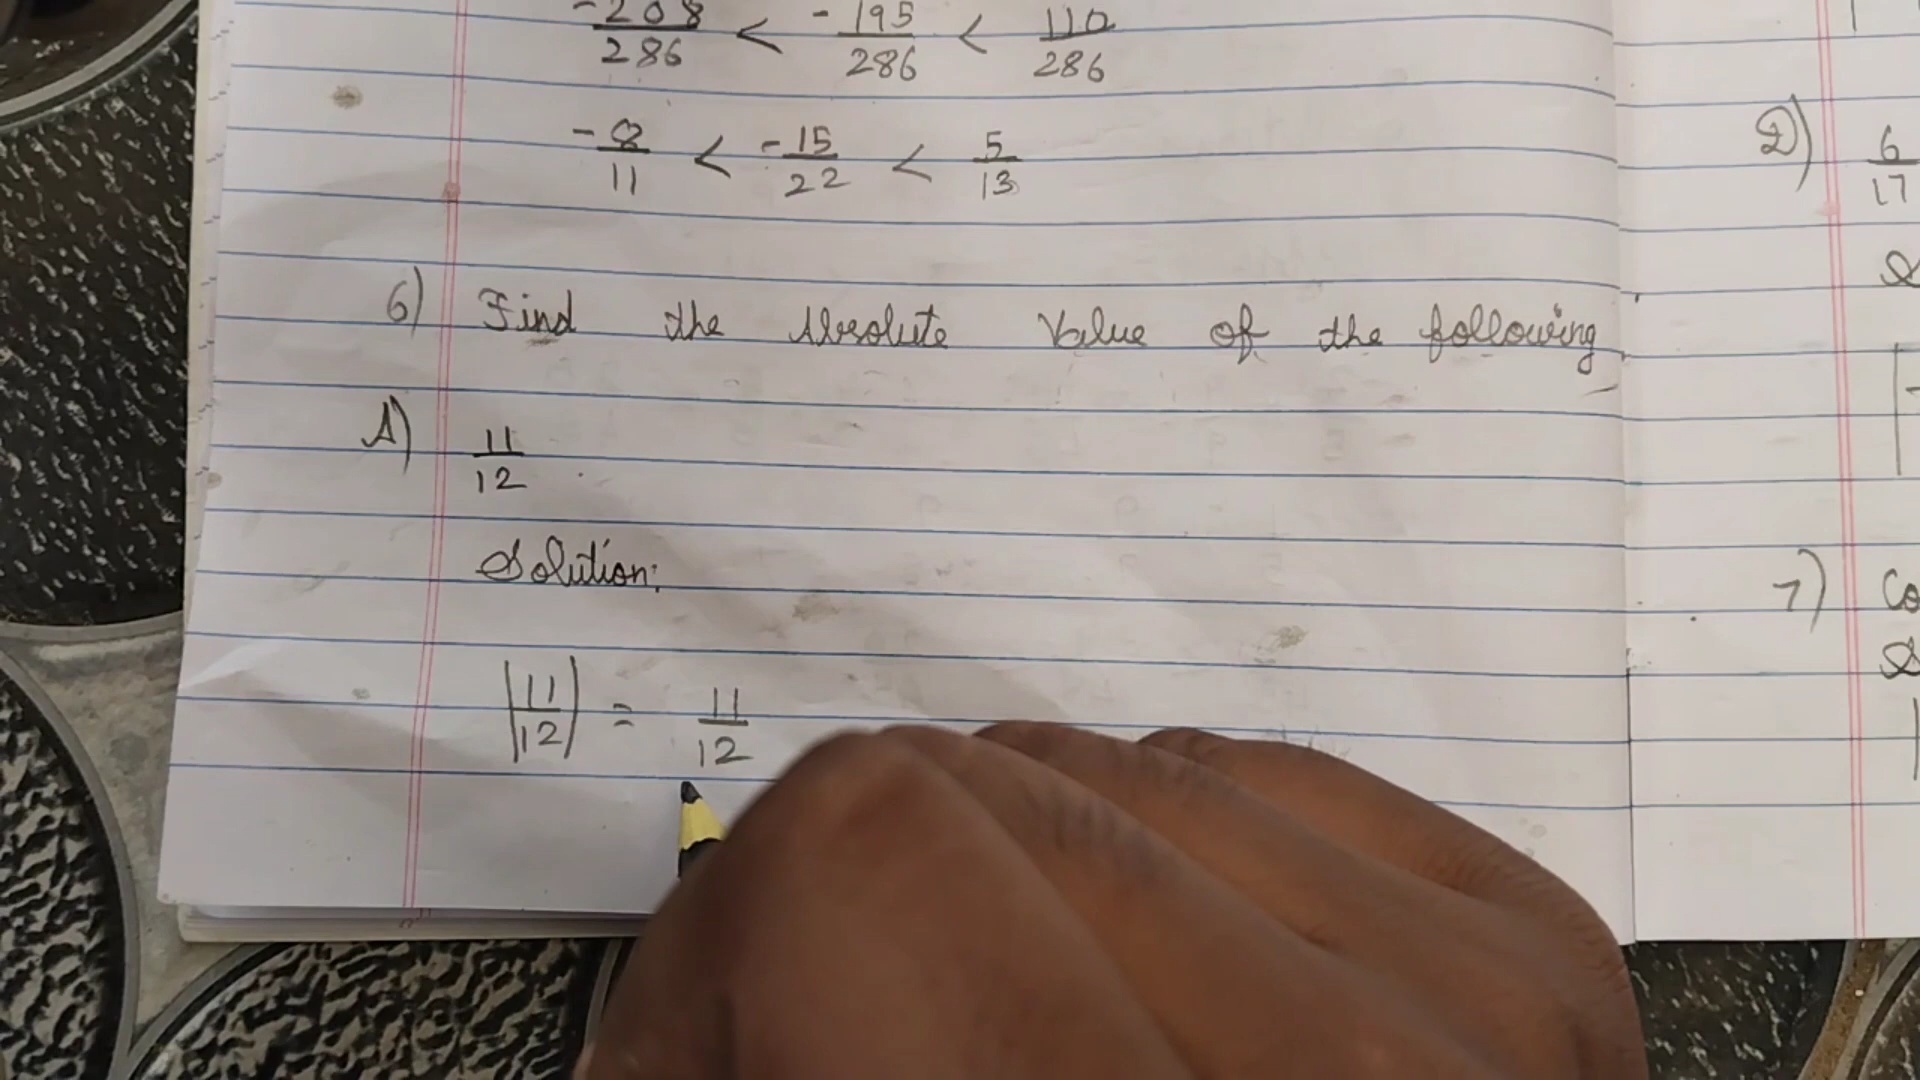 -208/286 < -195/286 < 110/286
-8/11 < -15/22 < 5/13
6) Find the Absolute Value of the following
A) 11/12
Solution:
|11/12| = 11/12
2) 6/17
7) Co